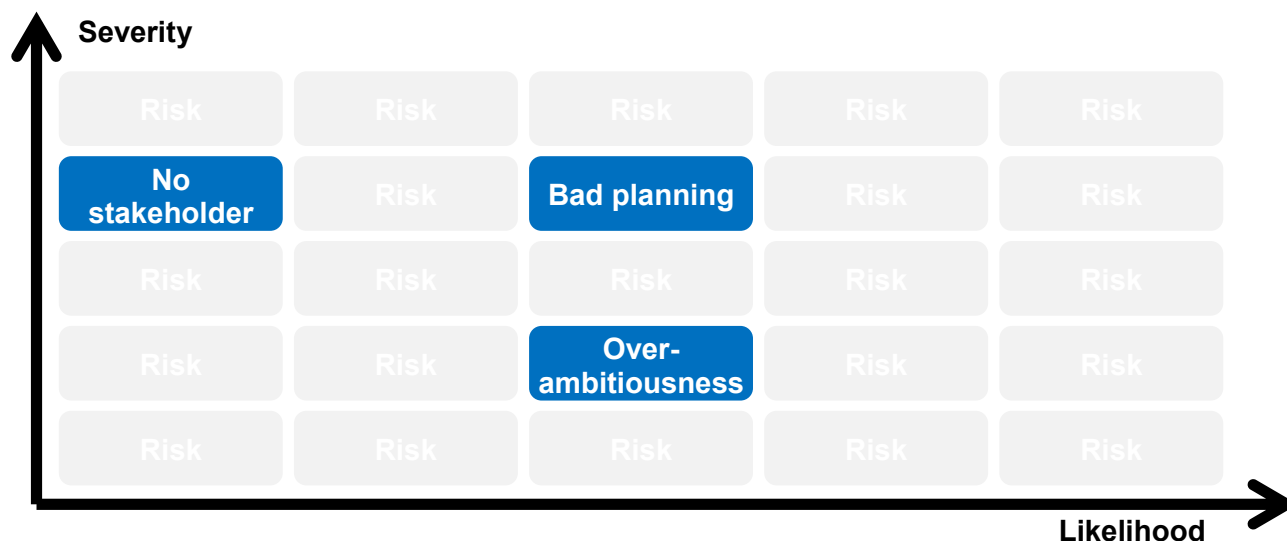 Severity
Risk Risk Risk Risk Risk
No
stakeholder
Risk
Bad planning
Risk Risk
Risk Risk Risk Risk Risk
Risk Risk
Over-
ambitiousness
Risk Risk
Risk Risk Risk Risk Risk
Likelihood